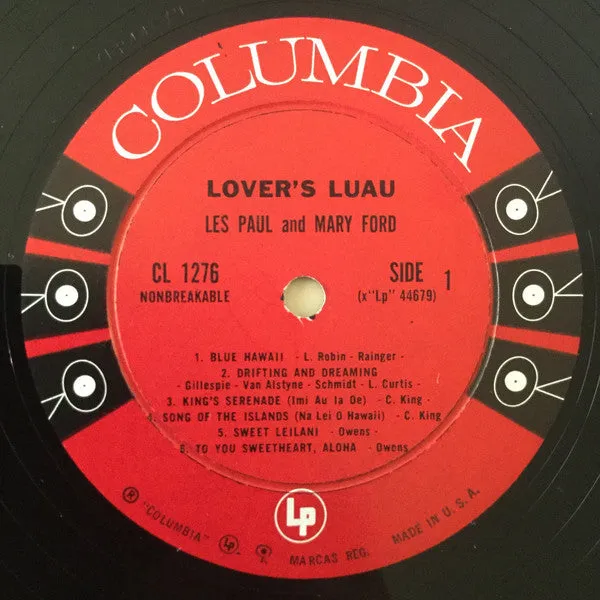 COLUMBIA
LOVER'S LUAU
LES PAUL and MARY FORD
CL 1276
NONBREAKABLE
SIDE 1
(x"Lp" 44679)
1. BLUE HAWAII - L. Robin - Rainger -
2. DRIFTING AND DREAMING
- Gillespie - Van Alstyne - Schmidt - L. Curtis -
3. KING'S SERENADE (Imi Au Ia Oe) - C. King -
4. SONG OF THE ISLANDS (Na Lei O Hawaii) - C. King
5. SWEET LEILANI - Owens -
6. TO YOU SWEETHEART, ALOHA - Owens
® "COLUMBIA" Lp MARCAS REG. MADE IN U.S.A.
Lp